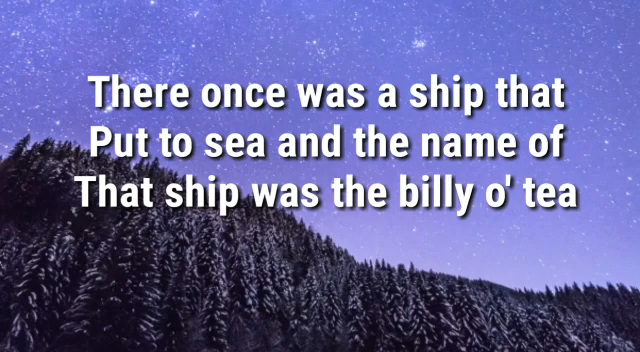 There once was a ship that
Put to sea and the name of
That ship was the billy o' tea